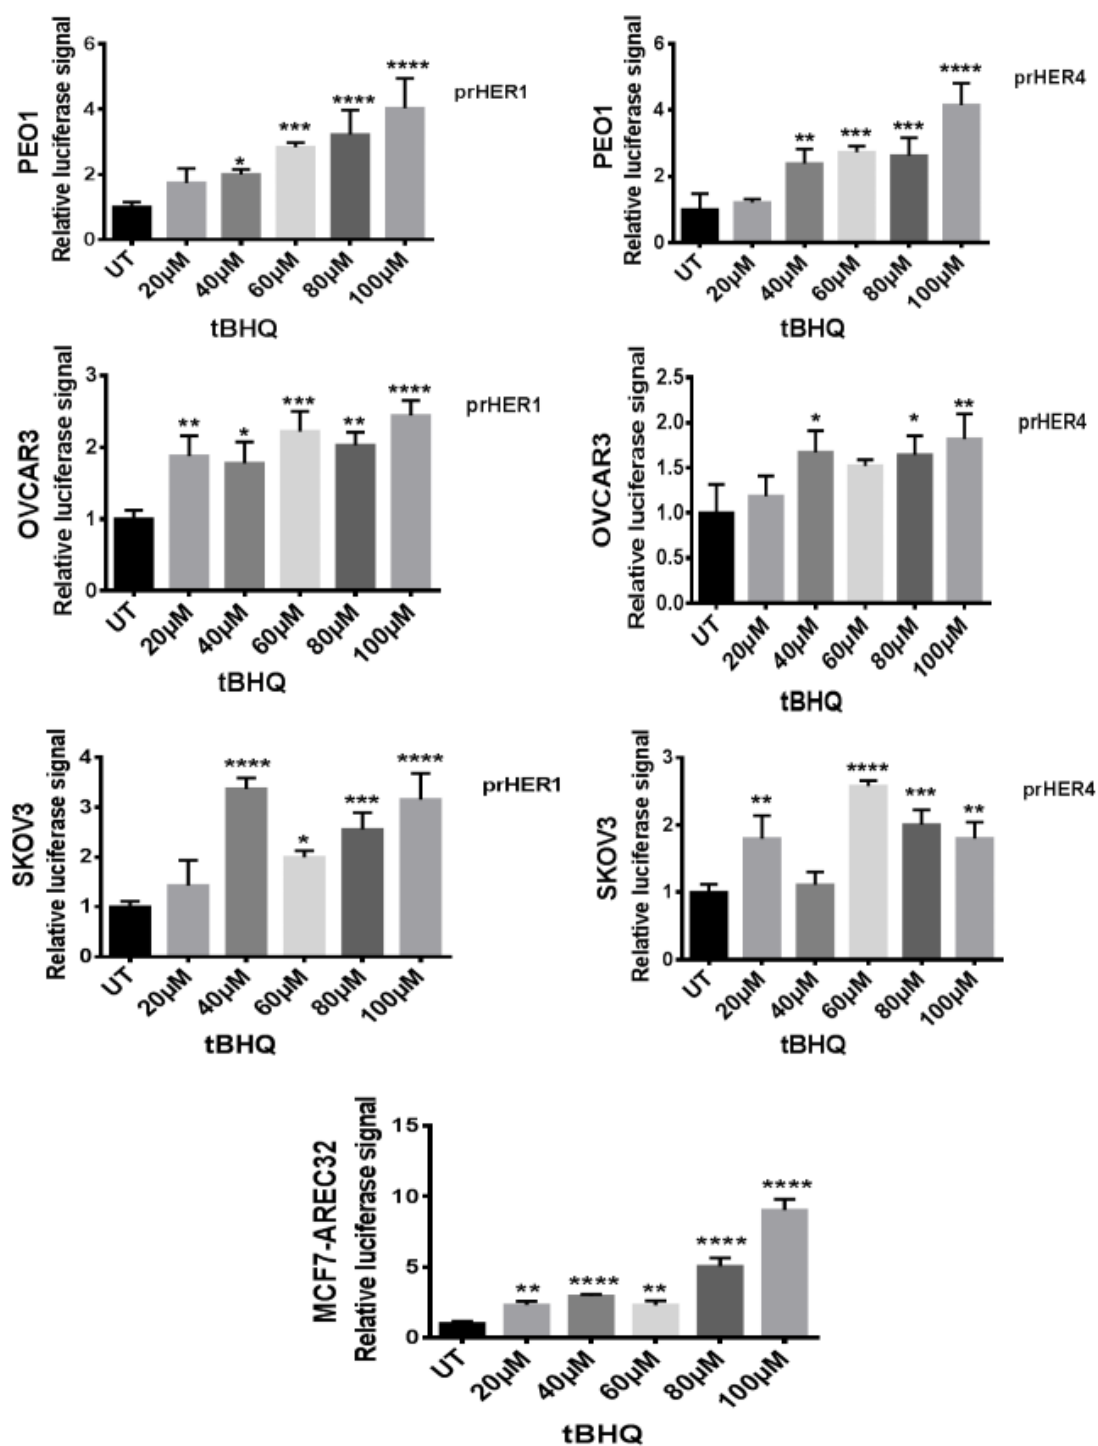 PEO1
Relative luciferase signal
6
4
2
0
*
***
****
****
prHER1
UT
20µM
40µM
60µM
80µM
100µM
tBHQ
PEO1
Relative luciferase signal
6
4
2
0
**
***
***
****
prHER4
UT
20µM
40µM
60µM
80µM
100µM
tBHQ
OVCAR3
Relative luciferase signal
3
2
1
0
**
*
***
**
****
prHER1
UT
20µM
40µM
60µM
80µM
100µM
tBHQ
OVCAR3
Relative luciferase signal
2.5
2.0
1.5
1.0
0.5
0.0
*
*
**
prHER4
UT
20µM
40µM
60µM
80µM
100µM
tBHQ
SKOV3
Relative luciferase signal
4
3
2
1
0
****
*
***
****
prHER1
UT
20µM
40µM
60µM
80µM
100µM
tBHQ
SKOV3
Relative luciferase signal
3
2
1
0
**
****
***
**
prHER4
UT
20µM
40µM
60µM
80µM
100µM
tBHQ
MCF7-AREC32
Relative luciferase signal
15
10
5
0
**
****
**
****
****
UT
20µM
40µM
60µM
80µM
100µM
tBHQ